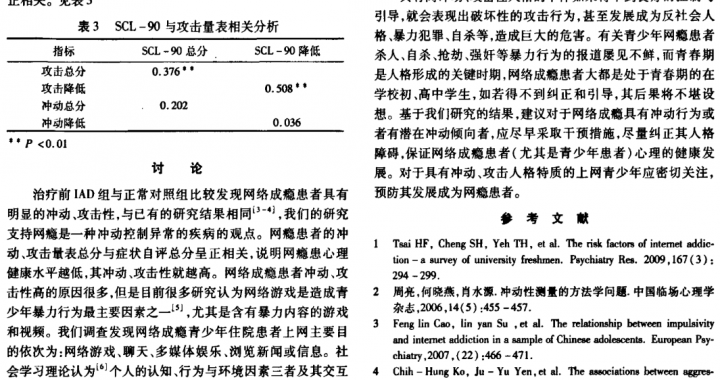 表3 SCL-90与攻击量表相关分析
指标 SCL-90总分 SCL-90降低
攻击总分 0.376**
攻击降低 0.508**
冲动总分 0.202
冲动降低 0.036
**P <0.01
讨 论
治疗前IAD组与正常对照组比较发现网络成瘾患者具有
明显的冲动、攻击性,与已有的研究结果相同[3-4],我们的研究
支持网瘾是一种冲动控制异常的疾病的观点。网瘾患者的冲
动、攻击量表总分与症状自评总分呈正相关,说明网瘾患心理
健康水平越低,其冲动、攻击性就越高。网络成瘾患者冲动、攻
击性高的原因很多,但是目前很多研究认为网络游戏是造成青
少年暴力行为最主要因素之一[5],尤其是含有暴力内容的游戏
和视频。我们调查发现网络成瘾青少年住院患者上网主要目
的依次为:网络游戏、聊天、多媒体娱乐、浏览新闻或信息。社
会学习理论认为[6]个人的认知、行为与环境因素三者及其交互
引导,就会表现出破坏性的攻击行为,甚至发展成为反社会人
格、暴力犯罪、自杀等,造成巨大的危害。有关青少年网瘾患者
杀人、自杀、抢劫、强奸等暴力行为的报道屡见不鲜,而青春期
是人格形成的关键时期,网络成瘾患者大都是处于青春期的在
学校初、高中学生,如若得不到纠正和引导,其后果将不堪设
想。基于我们研究的结果,建议对于网络成瘾具有冲动行为或
者有潜在冲动倾向者,应尽早采取干预措施,尽量纠正其人格
障碍,保证网络成瘾患者(尤其是青少年患者)心理的健康发
展。对于具有冲动、攻击人格特质的上网青少年应密切关注,
预防其发展成为网瘾患者。
参 考 文 献
1 Tsai HF, Cheng SH, Yeh TH, et al. The risk factors of internet addic-
tion-a survey of university freshmen. Psychiatry Res. 2009,167(3):
294-299.
2 周亮,何晓燕,肖水源. 冲动性测量的方法学问题. 中国临床心理学
杂志,2006,14(5):455-457.
3 Feng lin Cao, lin yan Su ,et al. The relationship between impulsivity
and internet addiction in a sample of Chinese adolescents. European Psy-
chiatry,2007,(22):466-471.
4 Chih-Hung Ko, Ju-Yu Yen,et al. The associations between aggres-